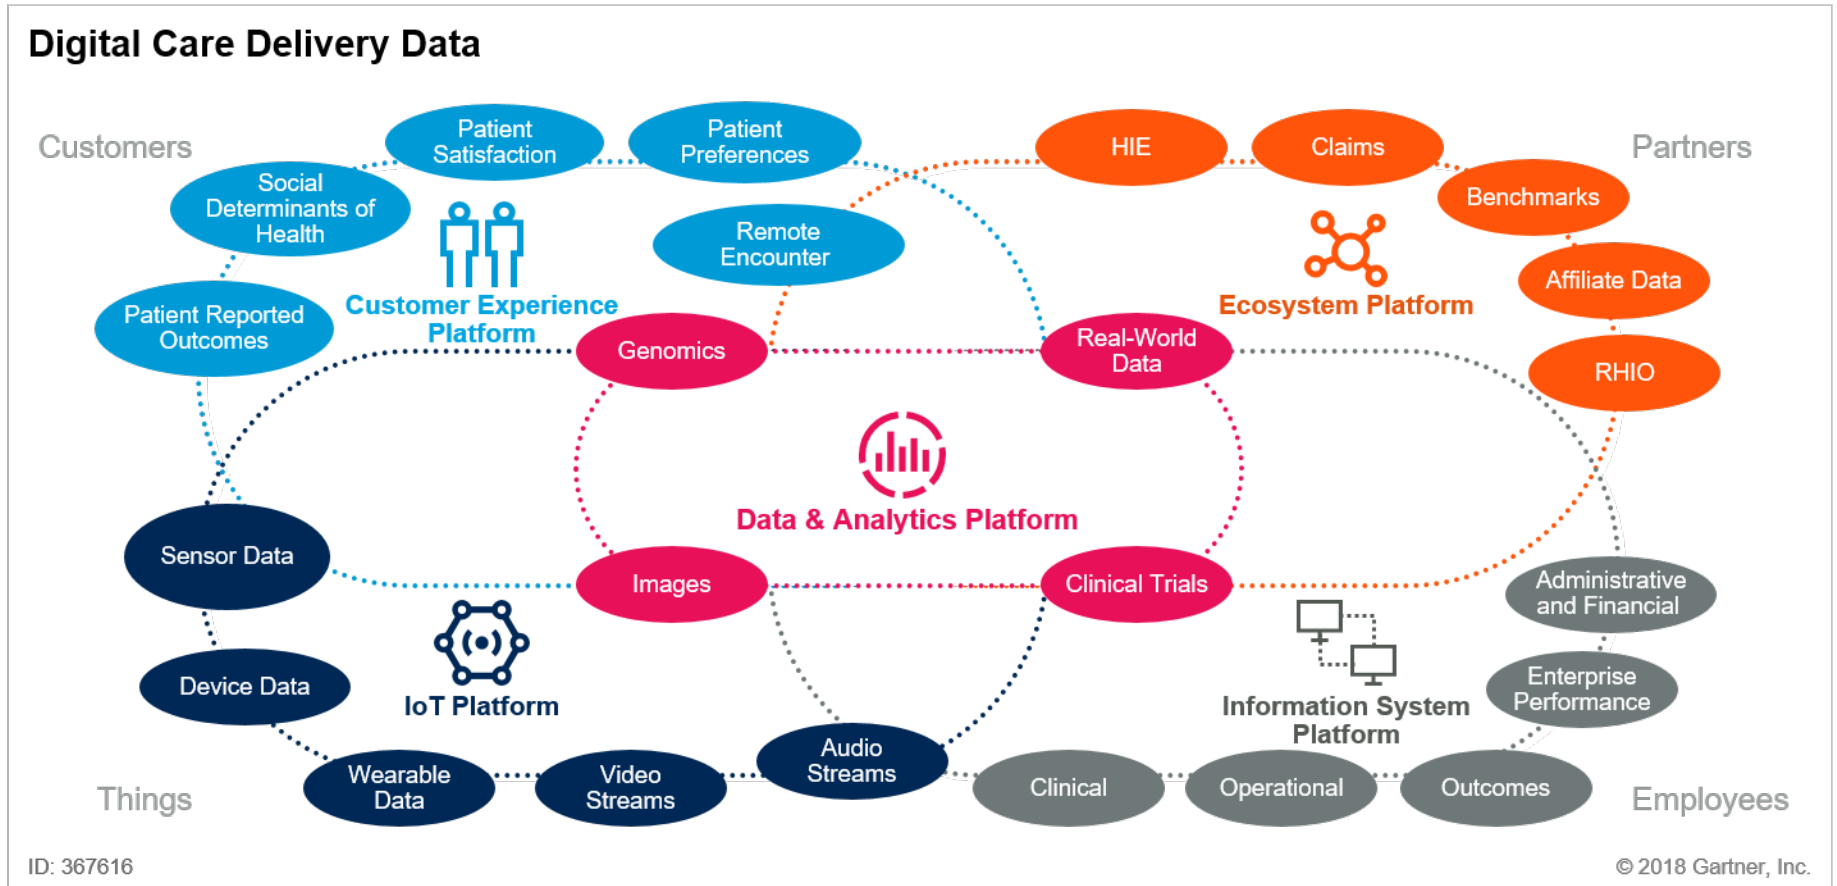 Digital Care Delivery Data
Customers
Patient
Satisfaction
Patient
Preferences
HIE
Claims
Partners
Social
Determinants of
Health
Benchmarks
Remote
Encounter
Affiliate Data
Patient Reported
Outcomes
Customer Experience
Platform
Ecosystem Platform
Genomics
Real-World
Data
RHIO
Data & Analytics Platform
Sensor Data
Images
Clinical Trials
Administrative
and Financial
Device Data
IoT Platform
Information System
Platform
Enterprise
Performance
Things
Wearable
Data
Video
Streams
Audio
Streams
Clinical
Operational
Outcomes
Employees
ID: 367616
© 2018 Gartner, Inc.